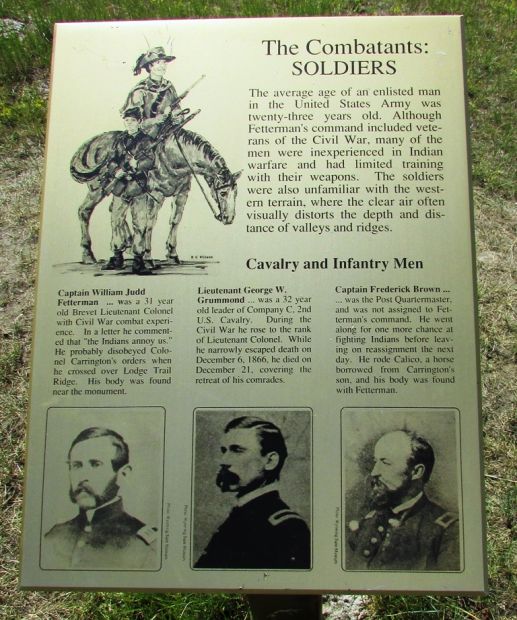 The Combatants:
SOLDIERS
The average age of an enlisted man
in the United States Army was
twenty-three years old. Although
Fetterman's command included vete-
rans of the Civil War, many of the
men were inexperienced in Indian
warfare and had limited training
with their weapons. The soldiers
were also unfamiliar with the west-
ern terrain, where the clear air often
visually distorts the depth and dis-
tance of valleys and ridges.
Cavalry and Infantry Men
Captain William Judd
Fetterman ... was a 31 year
old Brevet Lieutenant Colonel
with Civil War combat experi-
ence. In a letter he comment-
ed that "the Indians annoy us."
He probably disobeyed Colo-
nel Carrington's orders when
he crossed over Lodge Trail
Ridge. His body was found
near the monument.
Lieutenant George W.
Grummond ... was a 32 year
old leader of Company C, 2nd
U.S. Cavalry. During the
Civil War he rose to the rank
of Lieutenant Colonel. While
he narrowly escaped death on
December 6, 1866, he died on
December 21, covering the
retreat of his comrades.
Captain Frederick Brown ...
... was the Post Quartermaster,
and was not assigned to Fet-
terman's command. He went
along for one more chance at
fighting Indians before leav-
ing on reassignment the next
day. He rode Calico, a horse
borrowed from Carrington's
son, and his body was found
with Fetterman.